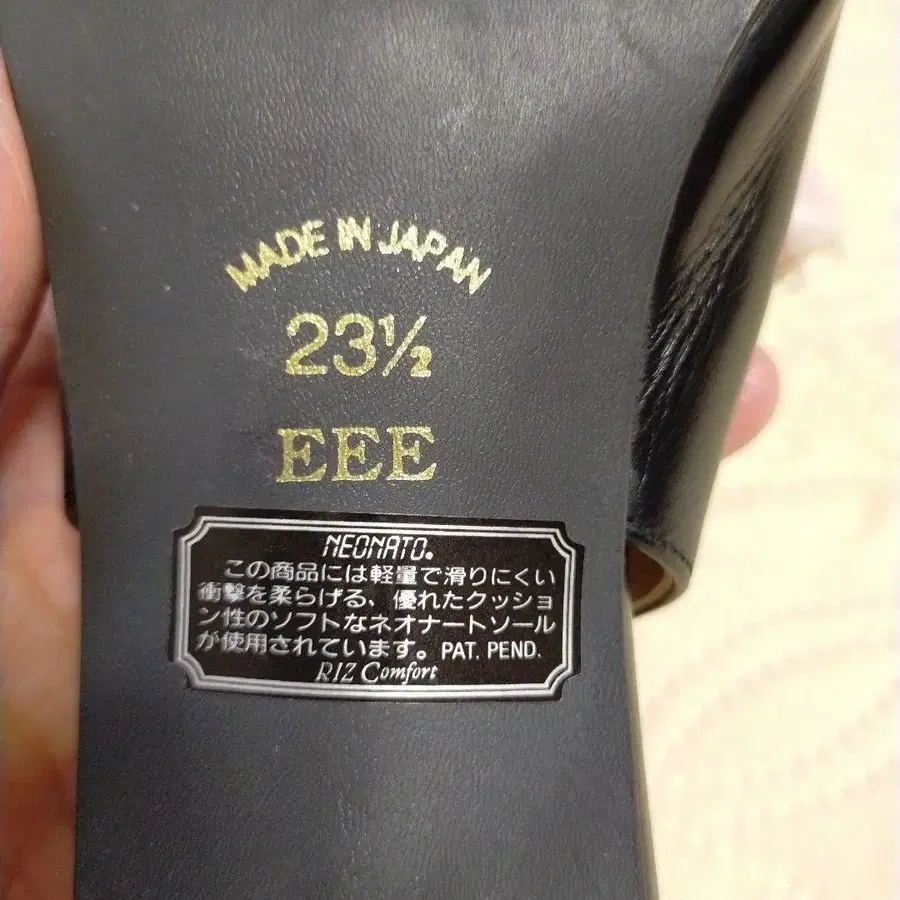 MADE IN JAPAN
23½
EEE
NEONATO.
この商品には軽量で滑りにくい
衝撃を柔らげる、優れたクッショ
ン性のソフトなネオナートソール
が使用されています。PAT. PEND.
RIZ Comfort